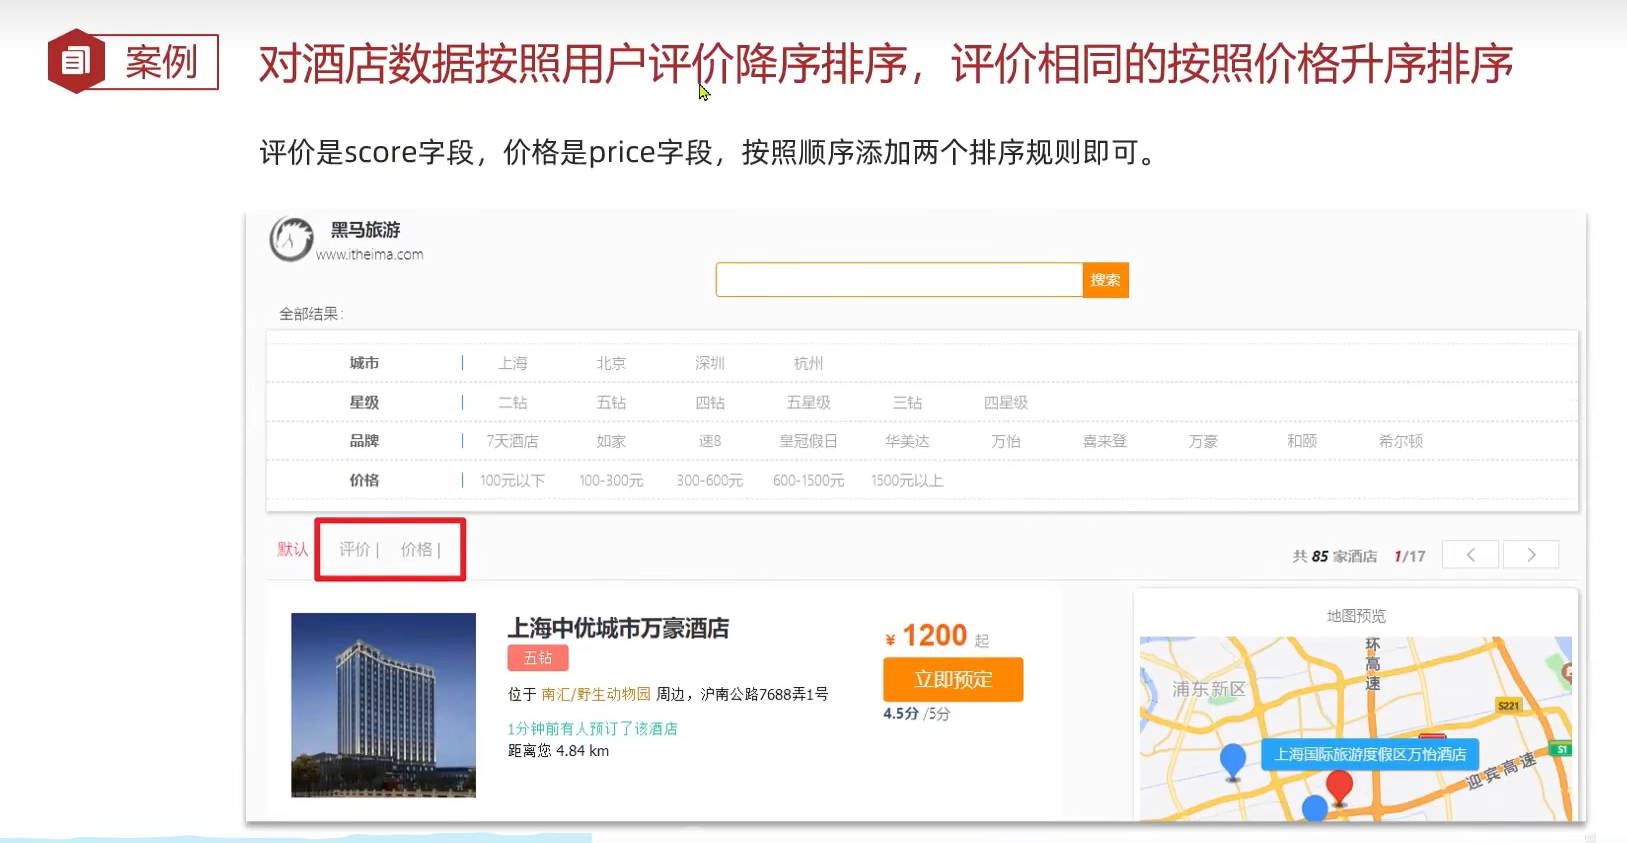 案例
对酒店数据按照用户评价降序排序，评价相同的按照价格升序排序
评价是score字段，价格是price字段，按照顺序添加两个排序规则即可。
黑马旅游
www.itheima.com
搜索
全部结果：
城市 | 上海 北京 深圳 杭州
星级 | 二钻 五钻 四钻 五星级 三钻 四星级
品牌 | 7天酒店 如家 速8 皇冠假日 华美达 万怡 喜来登 万豪 和颐 希尔顿
价格 | 100元以下 100-300元 300-600元 600-1500元 1500元以上
默认 评价 | 价格 |
共 85 家酒店 1/17
上海中优城市万豪酒店
五钻
位于 南汇/野生动物园 周边，沪南公路7688弄1号
1分钟前有人预订了该酒店
距离您 4.84 km
¥ 1200 起
立即预定
4.5分 /5分
地图预览
环高速
浦东新区
S221
S1
上海国际旅游度假区万怡酒店
迎宾高速